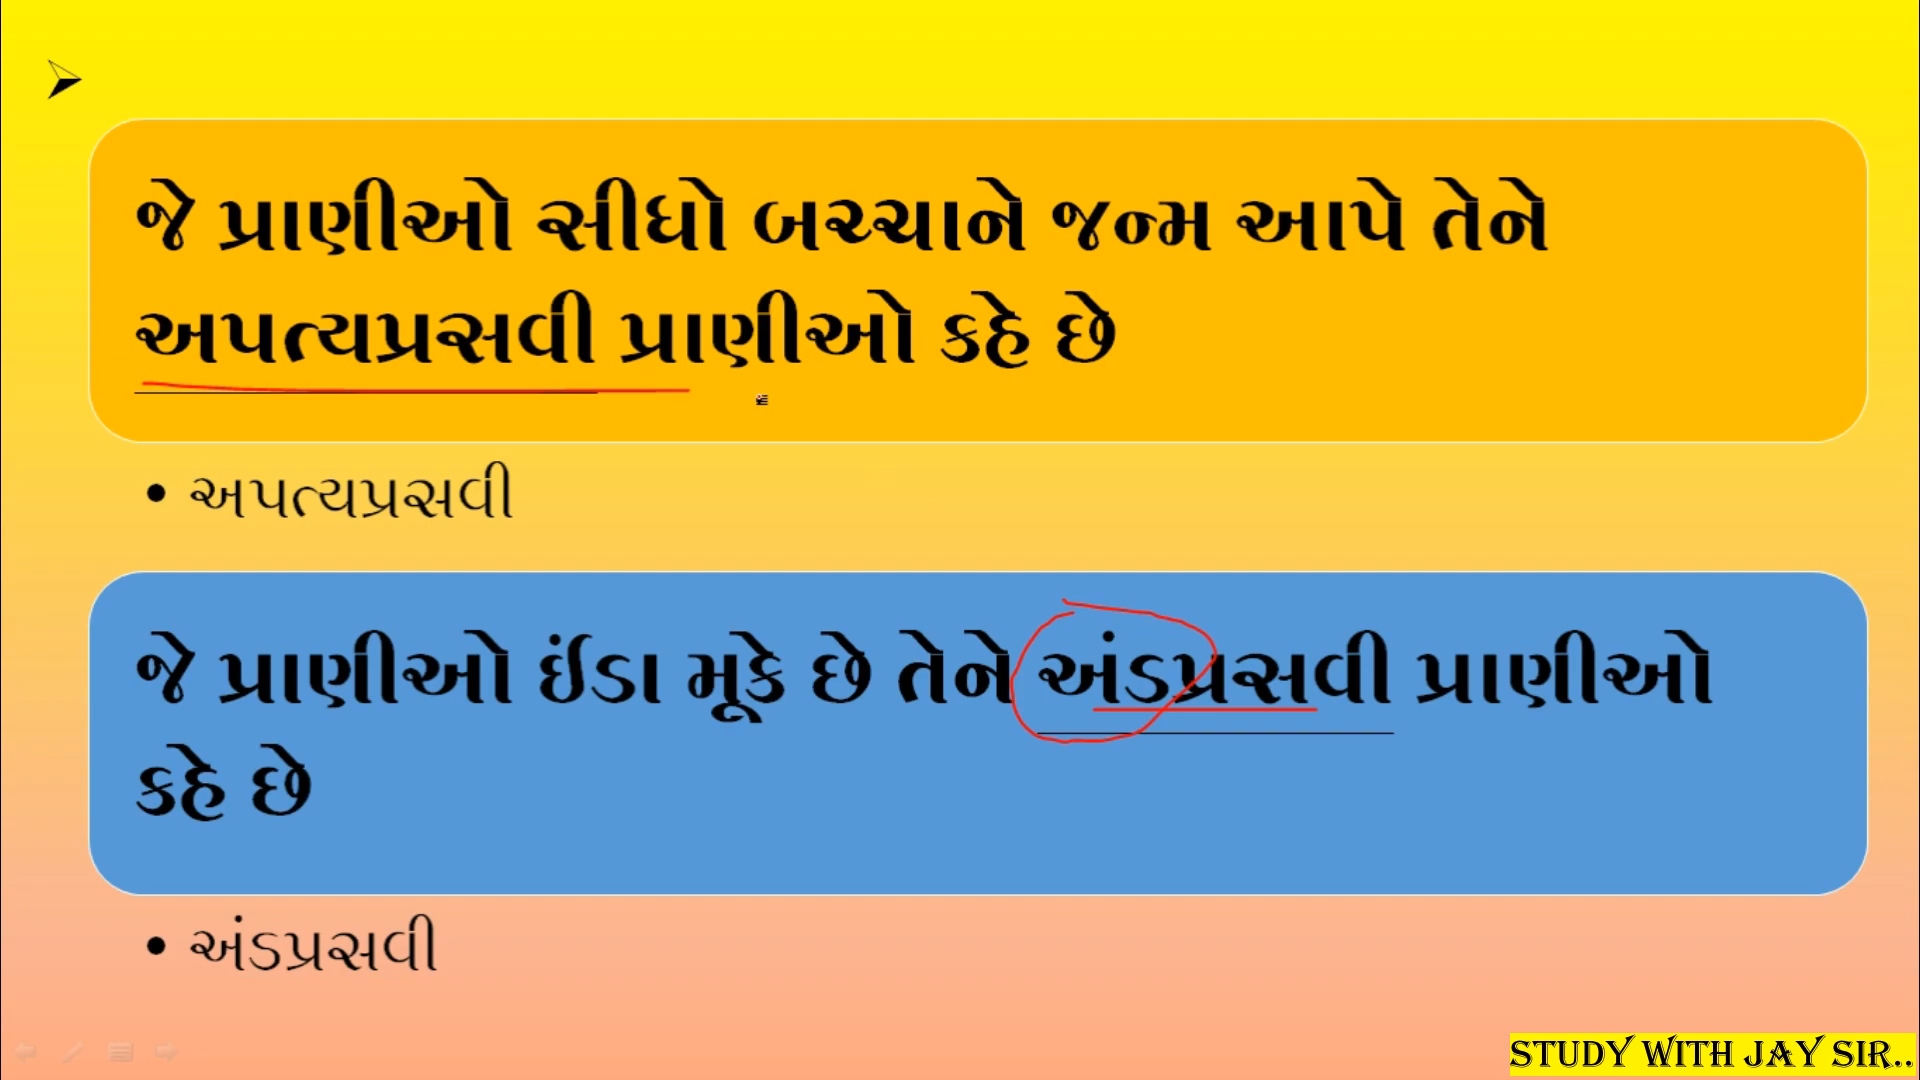 જે પ્રાણીઓ સીધો બચ્ચાને જન્મ આપે તેને
અપત્યપ્રસવી પ્રાણીઓ કહે છે
• અપત્યપ્રસવી
જે પ્રાણીઓ ઈંડા મૂકે છે તેને અંડપ્રસવી પ્રાણીઓ
કહે છે
• અંડપ્રસવી
STUDY WITH JAY SIR..